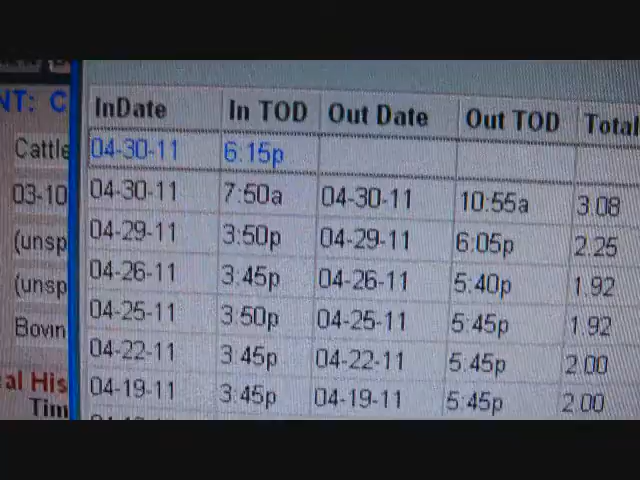 NT: C
InDate In TOD Out Date Out TOD Total
Cattle 04-30-11 6:15p
03-10 04-30-11 7:50a 04-30-11 10:55a 3.08
(unsp 04-29-11 3:50p 04-29-11 6:05p 2.25
(unsp 04-26-11 3:45p 04-26-11 5:40p 1.92
Bovin 04-25-11 3:50p 04-25-11 5:45p 1.92
04-22-11 3:45p 04-22-11 5:45p 2.00
al His 04-19-11 3:45p 04-19-11 5:45p 2.00
Tim